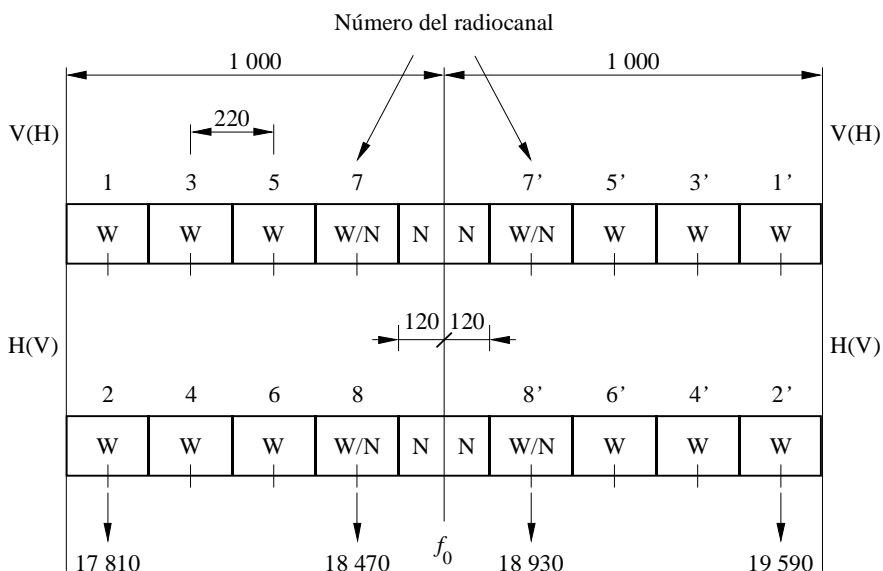 Número del radiocanal
1 000 1 000
220
V(H) V(H)
1 3 5 7 7’ 5’ 3’ 1’
W W W W/N N N W/N W W W
120 120
H(V) H(V)
2 4 6 8 8’ 6’ 4’ 2’
W W W W/N N N W/N W W W
17 810 18 470 f0 18 930 19 590